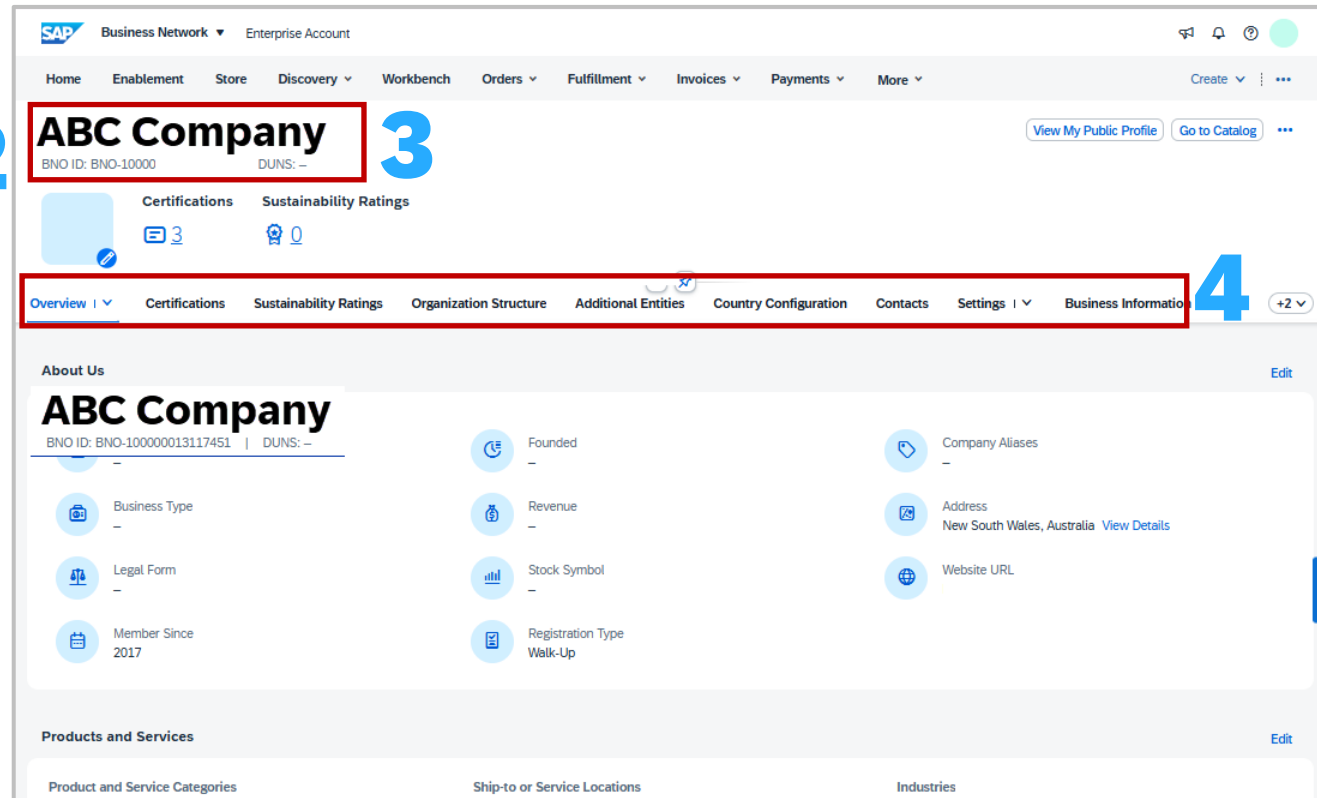 SAP Business Network Enterprise Account
Home Enablement Store Discovery Workbench Orders Fulfillment Invoices Payments More Create
2
ABC Company
3
View My Public Profile Go to Catalog
BNO ID: BNO-10000 DUNS: –
Certifications Sustainability Ratings
3 0
4
Overview Certifications Sustainability Ratings Organization Structure Additional Entities Country Configuration Contacts Settings Business Information +2
About Us Edit
ABC Company
BNO ID: BNO-100000013117451 | DUNS: –
–
Founded
–
Company Aliases
–
Business Type
–
Revenue
–
Address
New South Wales, Australia View Details
Legal Form
–
Stock Symbol
–
Website URL
Member Since
2017
Registration Type
Walk-Up
Products and Services Edit
Product and Service Categories Ship-to or Service Locations Industries